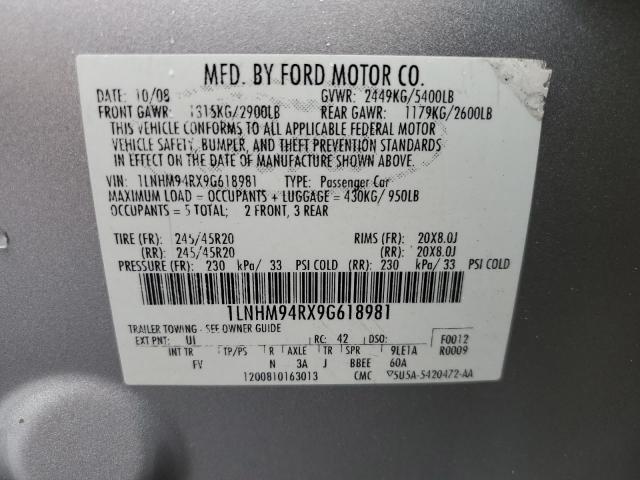 MFD. BY FORD MOTOR CO.
DATE: 10/08 GVWR: 2449KG/5400LB
FRONT GAWR: 1315KG/2900LB REAR GAWR: 1179KG/2600LB
THIS VEHICLE CONFORMS TO ALL APPLICABLE FEDERAL MOTOR
VEHICLE SAFETY, BUMPER, AND THEFT PREVENTION STANDARDS
IN EFFECT ON THE DATE OF MANUFACTURE SHOWN ABOVE.
VIN: 1LNHM94RX9G618981 TYPE: Passenger Car
MAXIMUM LOAD = OCCUPANTS + LUGGAGE = 430KG/ 950LB
OCCUPANTS = 5 TOTAL; 2 FRONT, 3 REAR
TIRE (FR): 245/45R20 RIMS (FR): 20X8.0J
(RR): 245/45R20 (RR): 20X8.0J
PRESSURE (FR): 230 kPa/ 33 PSI COLD (RR): 230 kPa/ 33 PSI COLD
1LNHM94RX9G618981
TRAILER TOWING - SEE OWNER GUIDE
EXT PNT: UI RC: 42 DSO: F0012
INT TR TP/PS R AXLE TR SPR 9LE1A R0009
FV N 3A J BBEE 60A
1200810163013 CMC ▽5U5A-5420472-AA